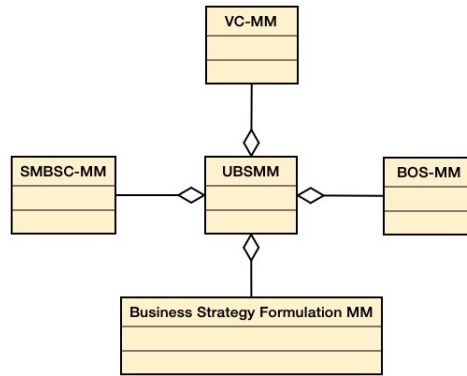 VC-MM
SMBSC-MM
UBSMM
BOS-MM
Business Strategy Formulation MM